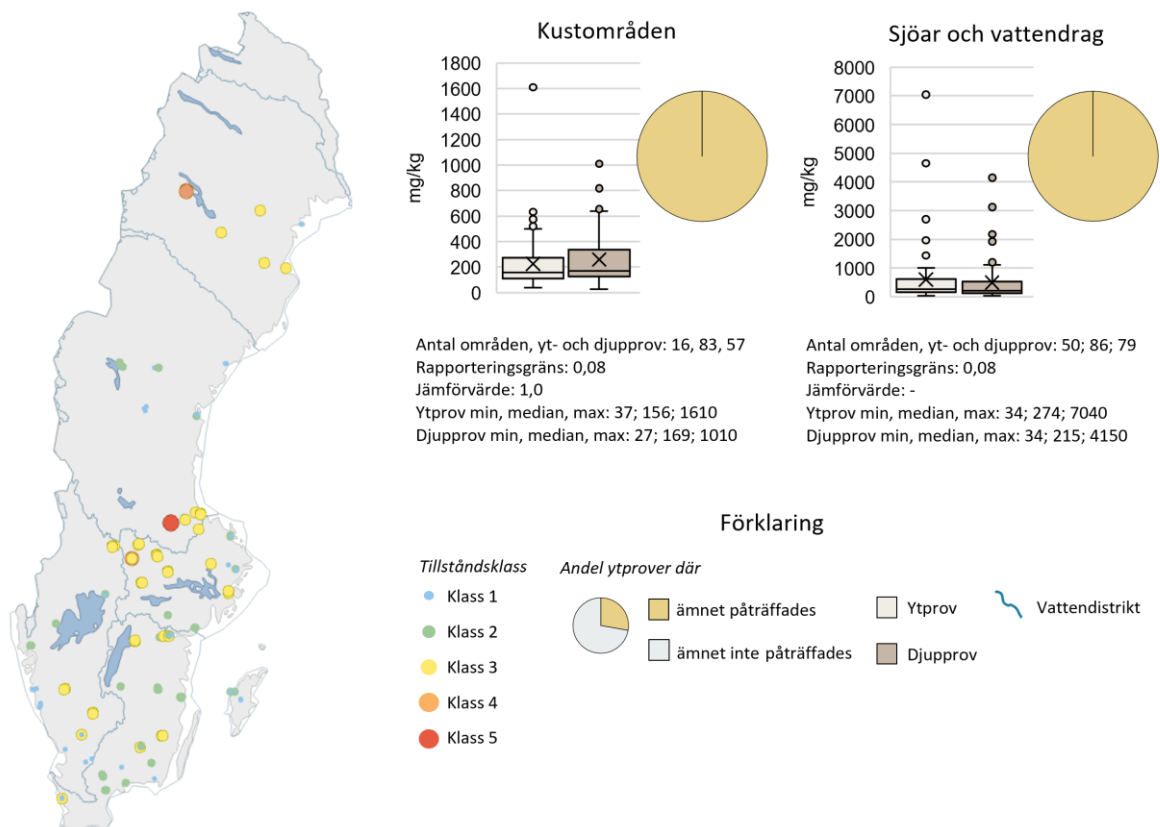 Kustområden
1800
1600
1400
1200
1000
800
600
400
200
0
mg/kg
Antal områden, yt- och djupprov: 16, 83, 57
Rapporteringsgräns: 0,08
Jämförvärde: 1,0
Ytprov min, median, max: 37; 156; 1610
Djupprov min, median, max: 27; 169; 1010
Sjöar och vattendrag
8000
7000
6000
5000
4000
3000
2000
1000
0
mg/kg
Antal områden, yt- och djupprov: 50; 86; 79
Rapporteringsgräns: 0,08
Jämförvärde: -
Ytprov min, median, max: 34; 274; 7040
Djupprov min, median, max: 34; 215; 4150
Förklaring
Tillståndsklass
Klass 1
Klass 2
Klass 3
Klass 4
Klass 5
Andel ytprover där
ämnet påträffades
ämnet inte påträffades
Ytprov
Djupprov
Vattendistrikt